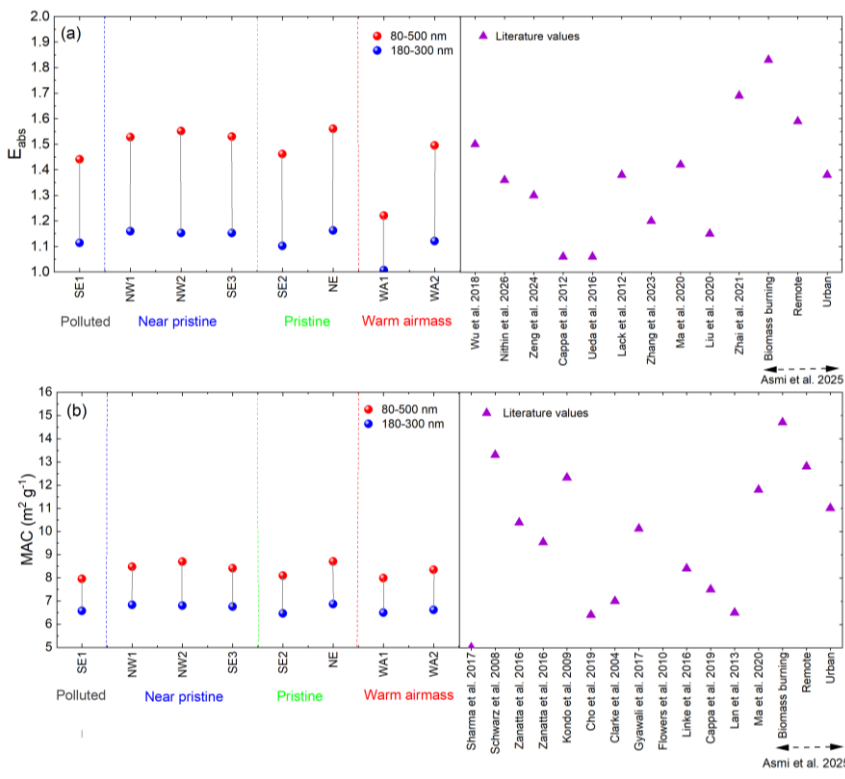 (a)
80-500 nm
180-300 nm
Literature values
E_abs
2.0
1.9
1.8
1.7
1.6
1.5
1.4
1.3
1.2
1.1
1.0
SE1
NW1
NW2
SE3
SE2
NE
WA1
WA2
Polluted
Near pristine
Pristine
Warm airmass
Wu et al. 2018
Nithin et al. 2026
Zeng et al. 2024
Cappa et al. 2012
Ueda et al. 2016
Lack et al. 2012
Zhang et al. 2023
Ma et al. 2020
Liu et al. 2020
Zhai et al. 2021
Biomass burning
Remote
Urban
Asmi et al. 2025
(b)
80-500 nm
180-300 nm
Literature values
MAC (m² g⁻¹)
16
15
14
13
12
11
10
9
8
7
6
5
SE1
NW1
NW2
SE3
SE2
NE
WA1
WA2
Polluted
Near pristine
Pristine
Warm airmass
Sharma et al. 2017
Schwarz et al. 2008
Zanatta et al. 2016
Zanatta et al. 2016
Kondo et al. 2009
Cho et al. 2019
Clarke et al. 2004
Gyawali et al. 2017
Flowers et al. 2010
Linke et al. 2016
Cappa et al. 2019
Lan et al. 2013
Ma et al. 2020
Biomass burning
Remote
Urban
Asmi et al. 2025